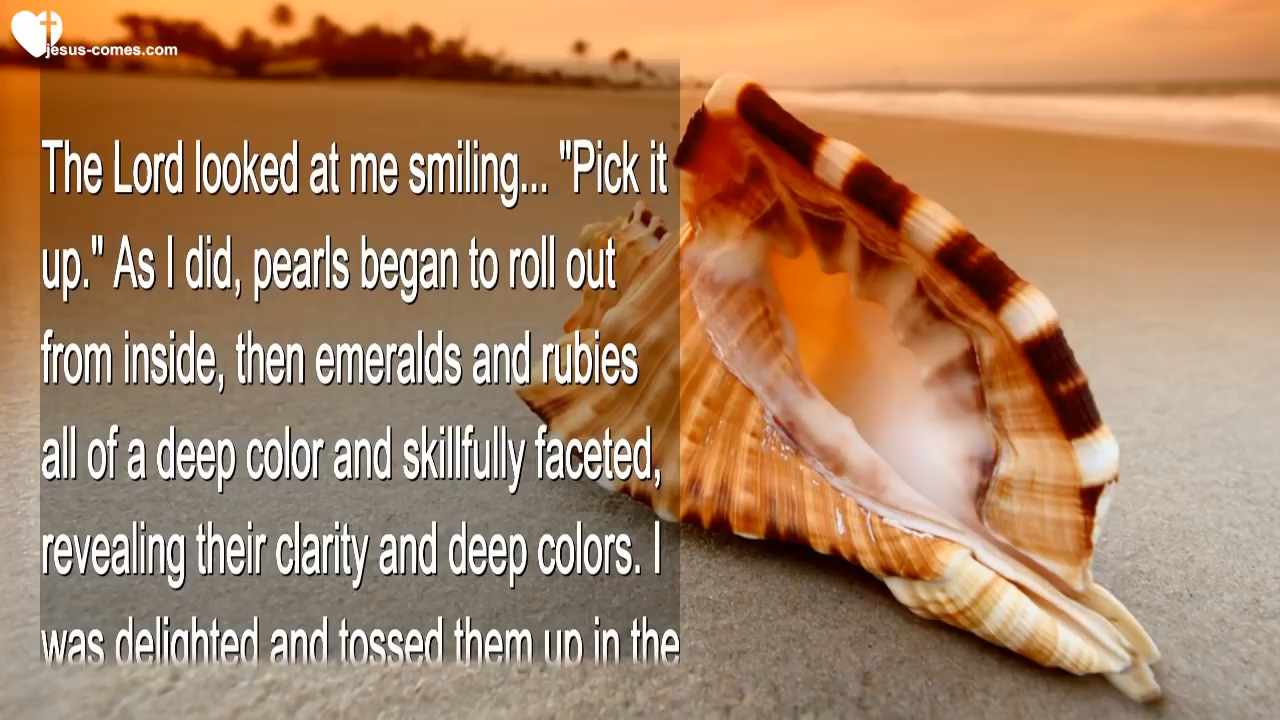 jesus-comes.com
The Lord looked at me smiling... "Pick it
up." As I did, pearls began to roll out
from inside, then emeralds and rubies
all of a deep color and skillfully faceted,
revealing their clarity and deep colors. I
was delighted and tossed them up in the